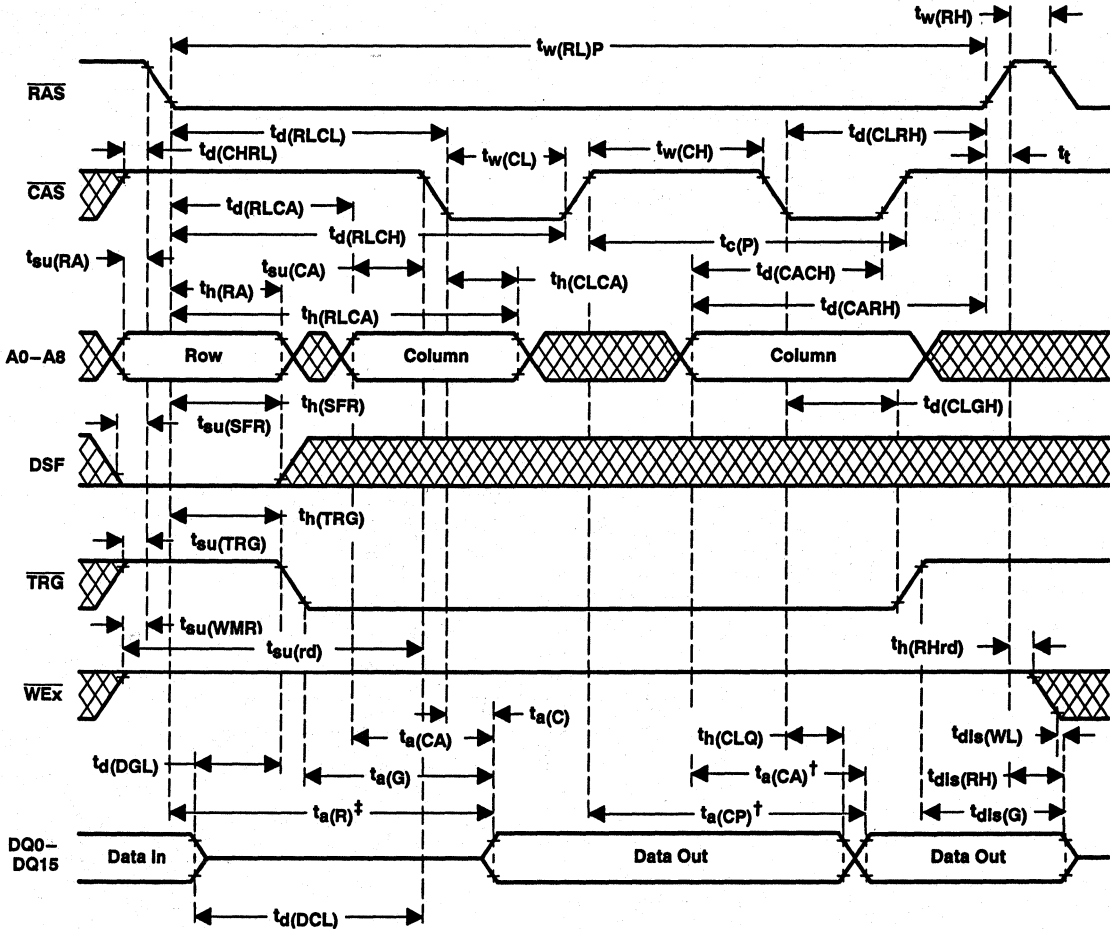 tw(RH)
tw(RL)P
RAS
td(RLCL)
td(CLRH)
td(CHRL)
tw(CL)
tw(CH)
tt
CAS
td(RLCA)
td(RLCH)
tc(P)
tsu(RA)
tsu(CA)
td(CACH)
th(RA)
th(CLCA)
th(RLCA)
td(CARH)
A0–A8
Row
Column
Column
th(SFR)
td(CLGH)
tsu(SFR)
DSF
th(TRG)
tsu(TRG)
TRG
tsu(WMR)
tsu(rd)
th(RHrd)
WEx
ta(C)
ta(CA)
th(CLQ)
tdis(WL)
td(DGL)
ta(G)
ta(CA)†
tdis(RH)
ta(R)‡
ta(CP)†
tdis(G)
DQ0–
DQ15
Data In
Data Out
Data Out
td(DCL)